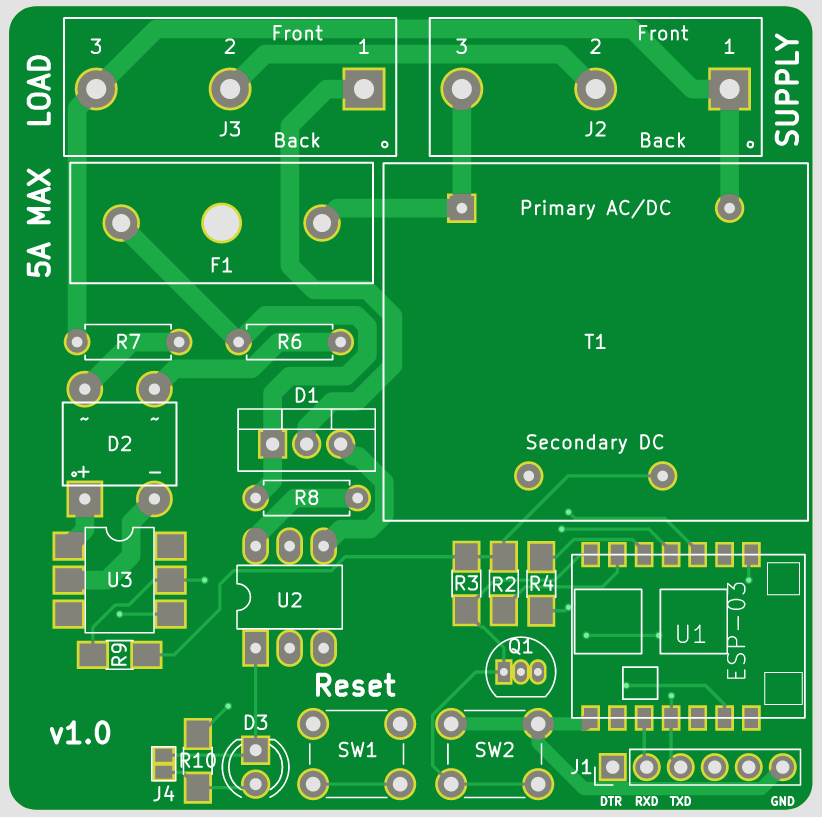 LOAD
3 2 Front 1
J3
Back
3 2 Front 1
J2
Back
SUPPLY
5A MAX
F1
Primary AC/DC
T1
Secondary DC
R7
R6
D1
~ ~
D2
+ −
R8
U3
U2
R3 R2 R4
ESP-03
U1
R9
Q1
Reset
v1.0
D3
SW1
SW2
R10
J4
J1
DTR RXD TXD GND